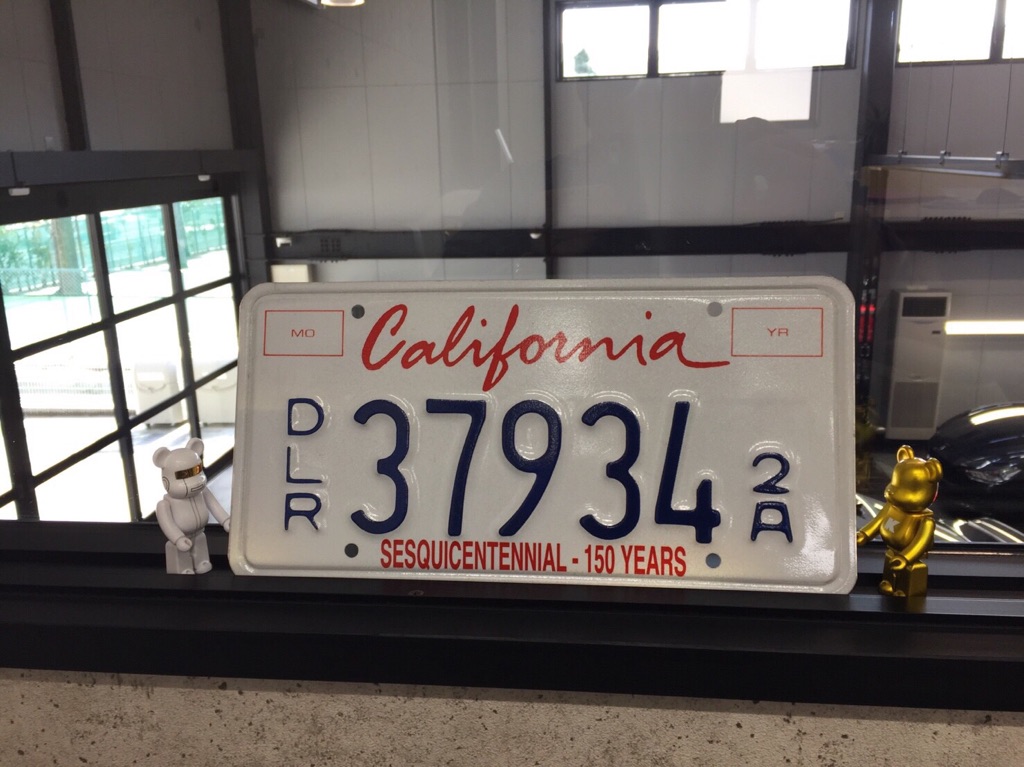 MO California YR
DLR 37934 2A
SESQUICENTENNIAL - 150 YEARS